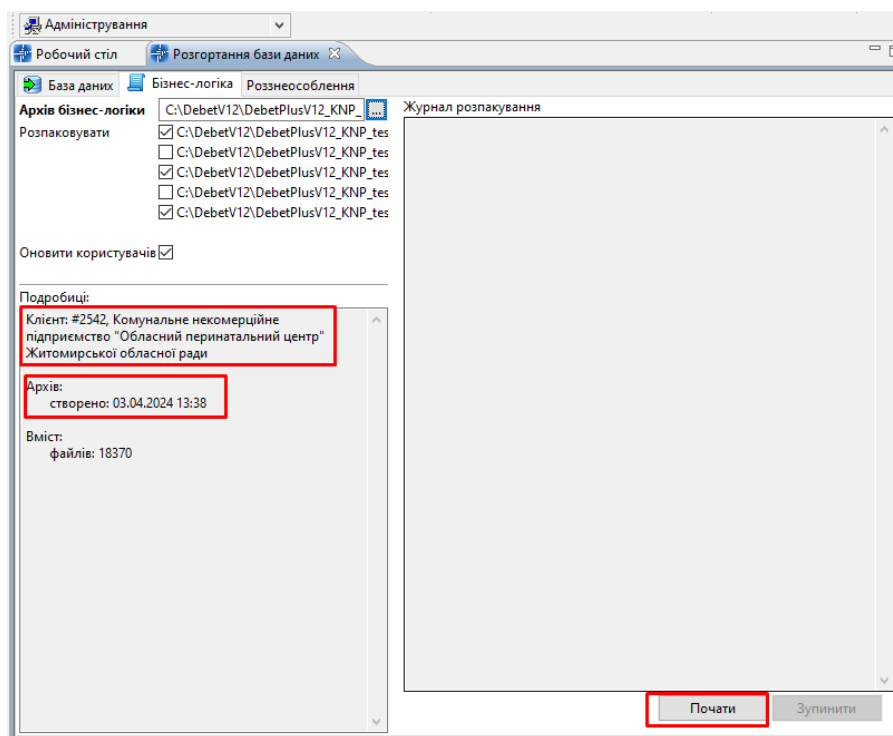 Адміністрування
Робочий стіл
Розгортання бази даних
База даних
Бізнес-логіка
Роззнеособлення
Архів бізнес-логіки
C:\DebetV12\DebetPlusV12_KNP_
...
Журнал розпакування
Розпаковувати
C:\DebetV12\DebetPlusV12_KNP_tes
C:\DebetV12\DebetPlusV12_KNP_tes
C:\DebetV12\DebetPlusV12_KNP_tes
C:\DebetV12\DebetPlusV12_KNP_tes
C:\DebetV12\DebetPlusV12_KNP_tes
Оновити користувачів
Подробиці:
Клієнт: #2542, Комунальне некомерційне
підприємство "Обласний перинатальний центр"
Житомирської обласної ради
Архів:
створено: 03.04.2024 13:38
Вміст:
файлів: 18370
Почати
Зупинити